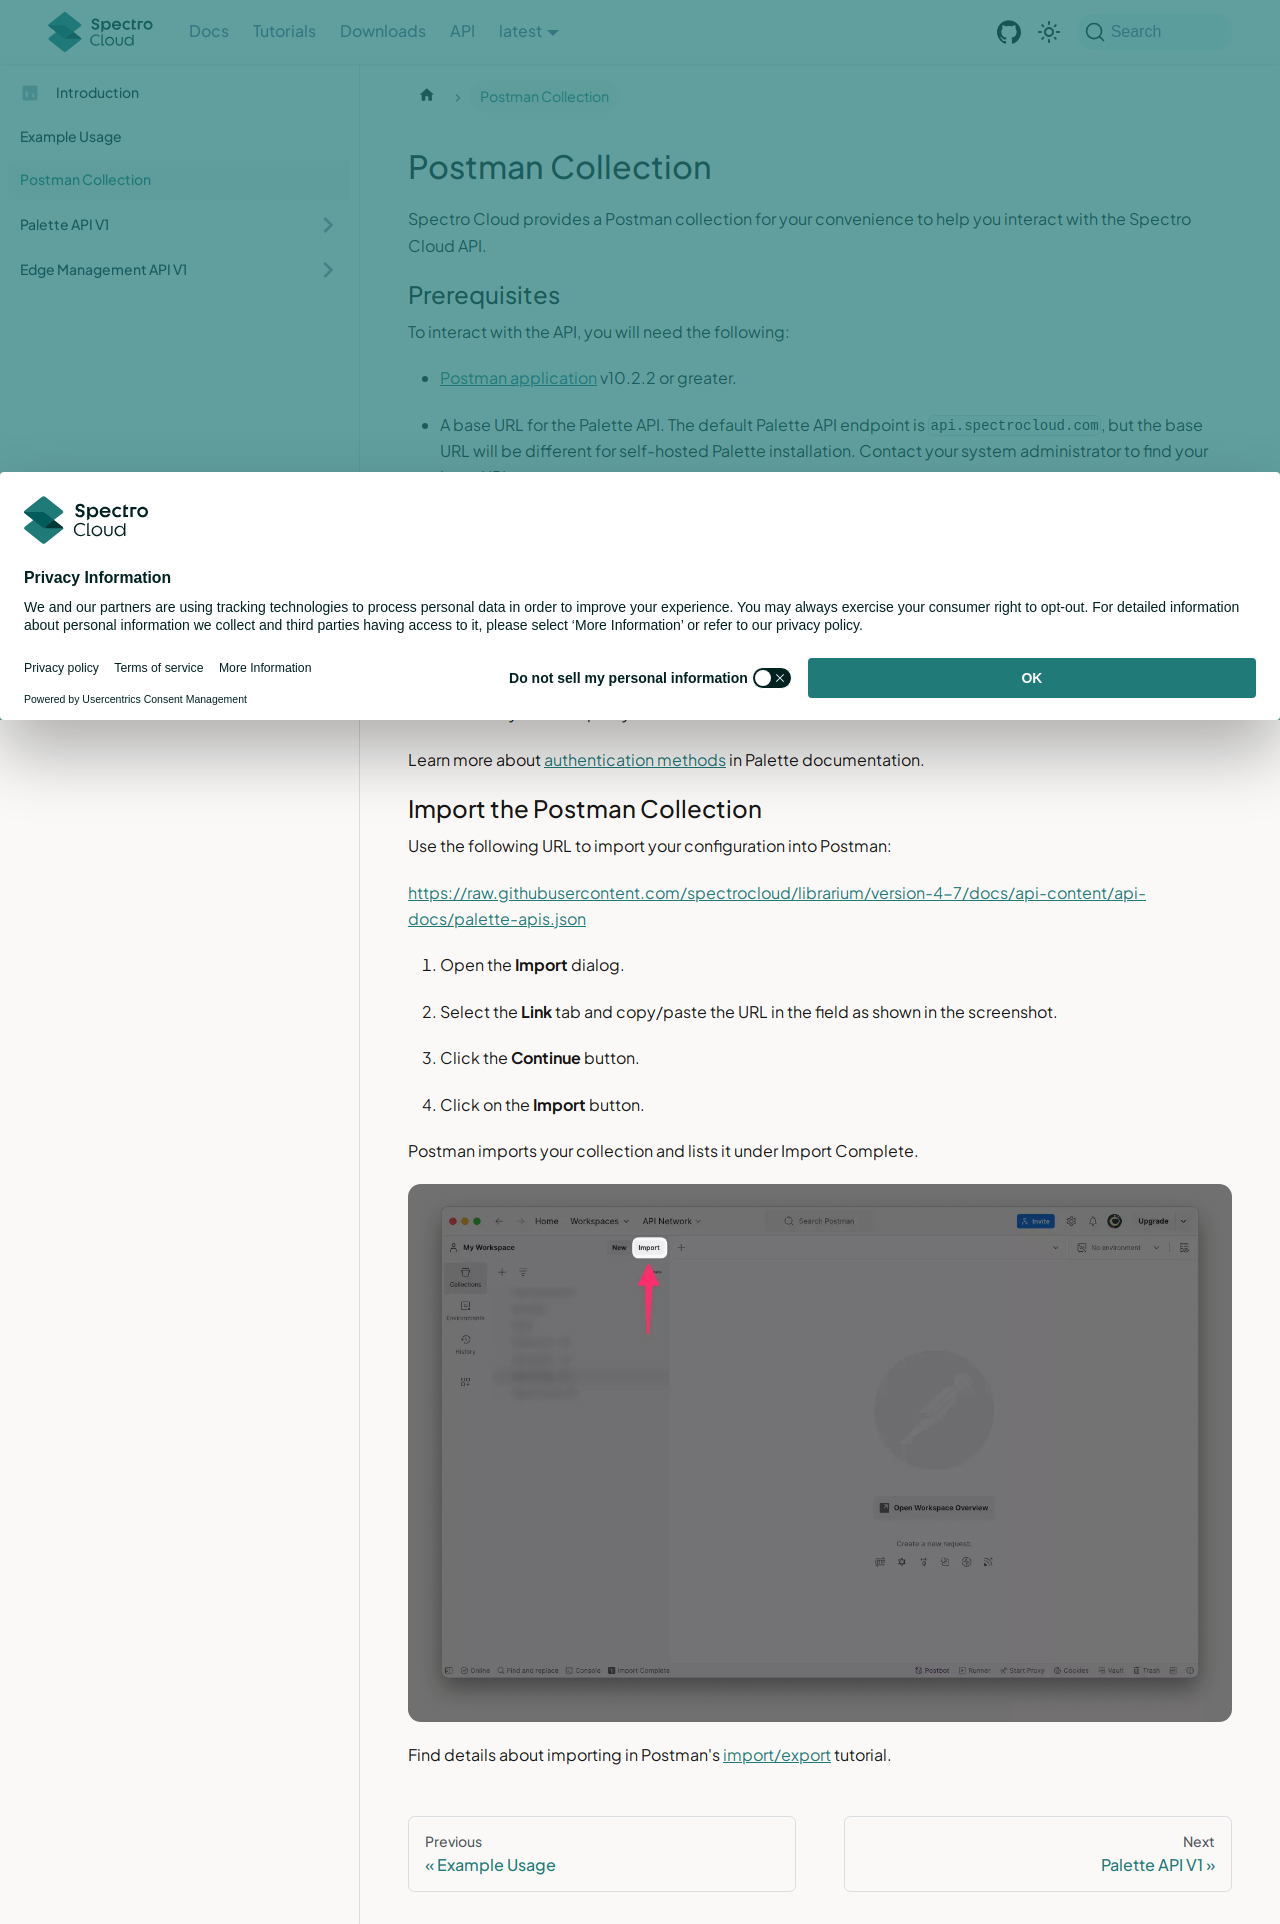 Spectro Cloud
Docs Tutorials Downloads API latest
Search
Introduction
Example Usage
Postman Collection
Palette API V1
Edge Management API V1
Postman Collection
Postman Collection
Spectro Cloud provides a Postman collection for your convenience to help you interact with the Spectro
Cloud API.
Prerequisites
To interact with the API, you will need the following:
Postman application v10.2.2 or greater.
A base URL for the Palette API. The default Palette API endpoint is api.spectrocloud.com, but the base
URL will be different for self-hosted Palette installation. Contact your system administrator to find your
Spectro
Cloud
Privacy Information
We and our partners are using tracking technologies to process personal data in order to improve your experience. You may always exercise your consumer right to opt-out. For detailed information
about personal information we collect and third parties having access to it, please select ‘More Information’ or refer to our privacy policy.
Privacy policy Terms of service More Information
Do not sell my personal information
OK
Powered by Usercentrics Consent Management
Learn more about authentication methods in Palette documentation.
Import the Postman Collection
Use the following URL to import your configuration into Postman:
https://raw.githubusercontent.com/spectrocloud/librarium/version-4-7/docs/api-content/api-
docs/palette-apis.json
1. Open the Import dialog.
2. Select the Link tab and copy/paste the URL in the field as shown in the screenshot.
3. Click the Continue button.
4. Click on the Import button.
Postman imports your collection and lists it under Import Complete.
Home Workspaces API Network Search Postman Invite Upgrade
My Workspace New Import No environment
Collections
Environments
History
Open Workspace Overview
Create a new request:
Online Find and replace Console Import Complete Postbot Runner Start Proxy Cookies Vault Trash
Find details about importing in Postman's import/export tutorial.
Previous
« Example Usage
Next
Palette API V1 »